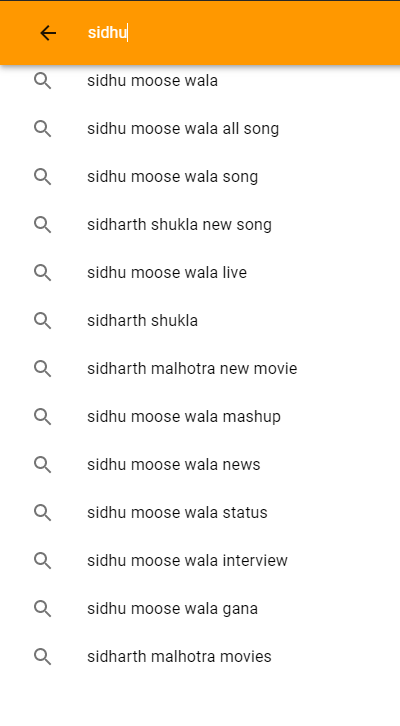 sidhu
sidhu moose wala
sidhu moose wala all song
sidhu moose wala song
sidharth shukla new song
sidhu moose wala live
sidharth shukla
sidharth malhotra new movie
sidhu moose wala mashup
sidhu moose wala news
sidhu moose wala status
sidhu moose wala interview
sidhu moose wala gana
sidharth malhotra movies